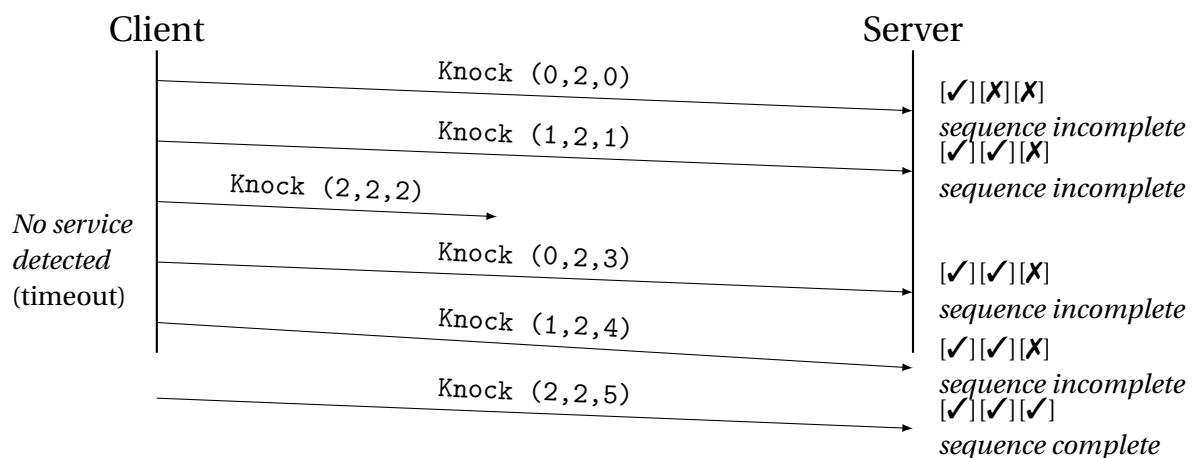 Client
Server
Knock (0,2,0)
[✓][✗][✗]
sequence incomplete
Knock (1,2,1)
[✓][✓][✗]
sequence incomplete
Knock (2,2,2)
No service
detected
(timeout)
Knock (0,2,3)
[✓][✓][✗]
sequence incomplete
Knock (1,2,4)
[✓][✓][✗]
sequence incomplete
Knock (2,2,5)
[✓][✓][✓]
sequence complete